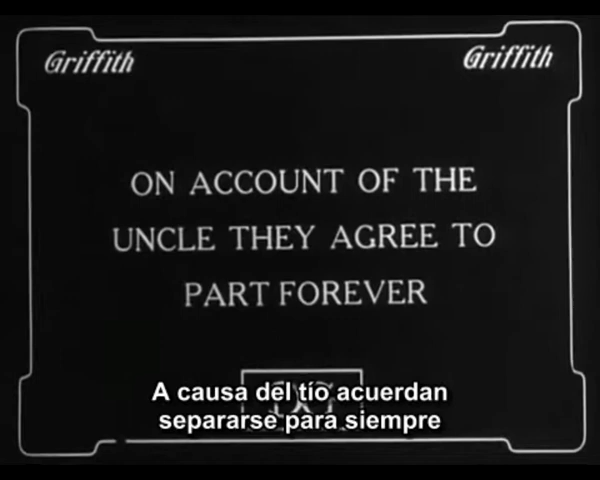 Griffith Griffith
ON ACCOUNT OF THE
UNCLE THEY AGREE TO
PART FOREVER
A causa del tío acuerdan
separarse para siempre